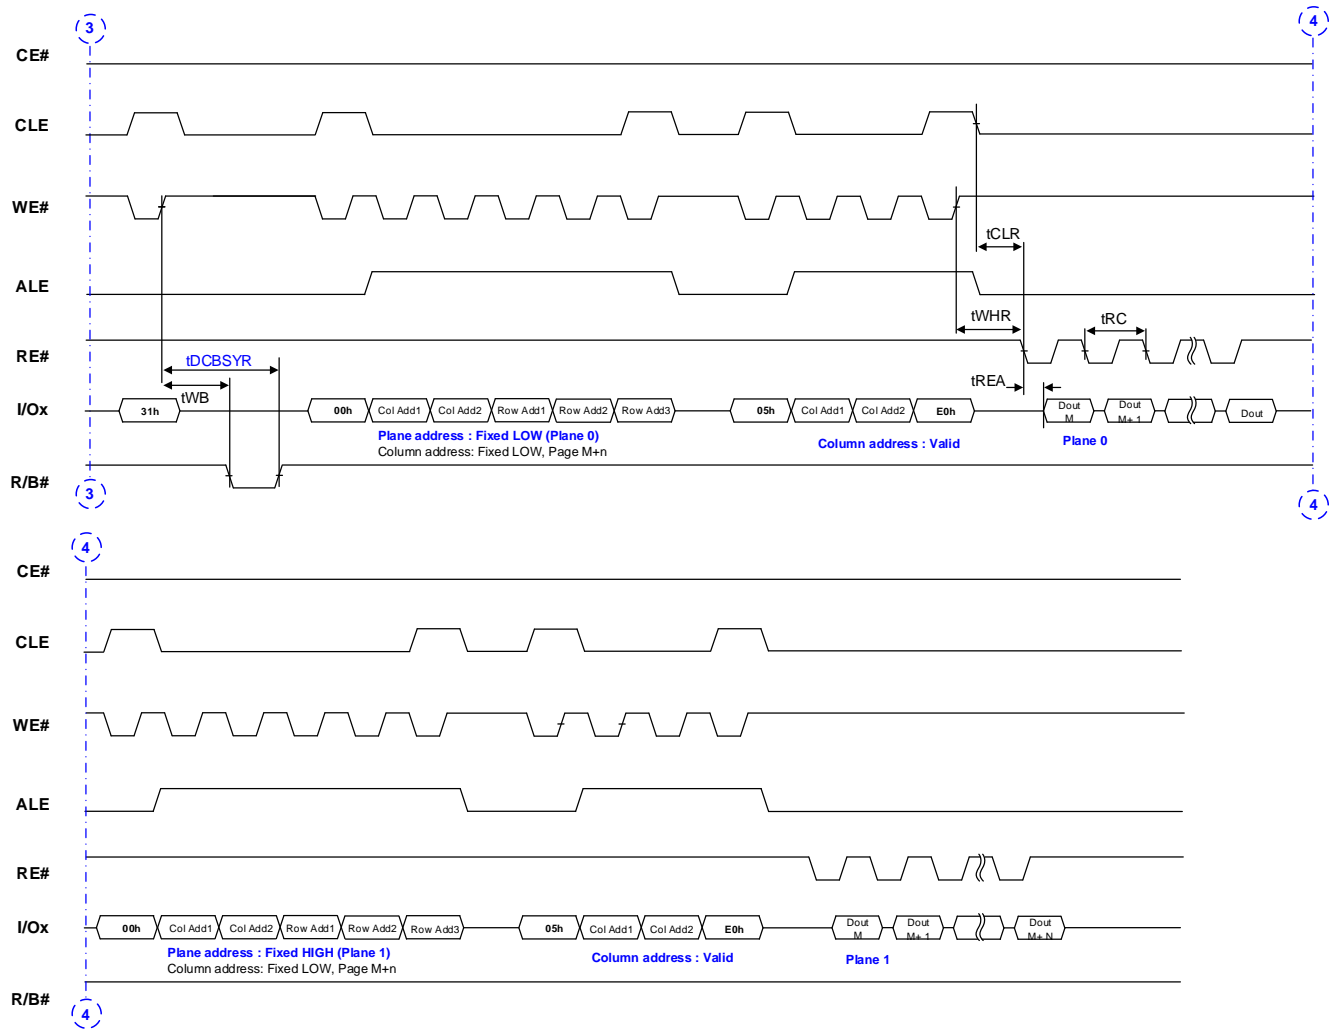 3
4
CE#
CLE
WE#
tCLR
ALE
tWHR
tRC
RE#
tDCBSYR
tREA
tWB
I/Ox
31h
00h
Col Add1
Col Add2
Row Add1
Row Add2
Row Add3
05h
Col Add1
Col Add2
E0h
Dout
M
Dout
M+ 1
Dout
Plane address : Fixed LOW (Plane 0)
Column address: Fixed LOW, Page M+n
Column address : Valid
Plane 0
R/B#
3
4
4
CE#
CLE
WE#
ALE
RE#
I/Ox
00h
Col Add1
Col Add2
Row Add1
Row Add2
Row Add3
05h
Col Add1
Col Add2
E0h
Dout
M
Dout
M+ 1
Dout
M+ N
Plane address : Fixed HIGH (Plane 1)
Column address: Fixed LOW, Page M+n
Column address : Valid
Plane 1
R/B#
4